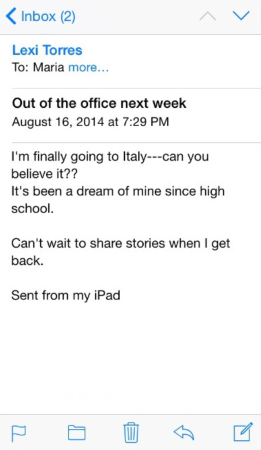 Inbox (2)
Lexi Torres
To: Maria more...
Out of the office next week
August 16, 2014 at 7:29 PM
I'm finally going to Italy---can you
believe it??
It's been a dream of mine since high
school.
Can't wait to share stories when I get
back.
Sent from my iPad